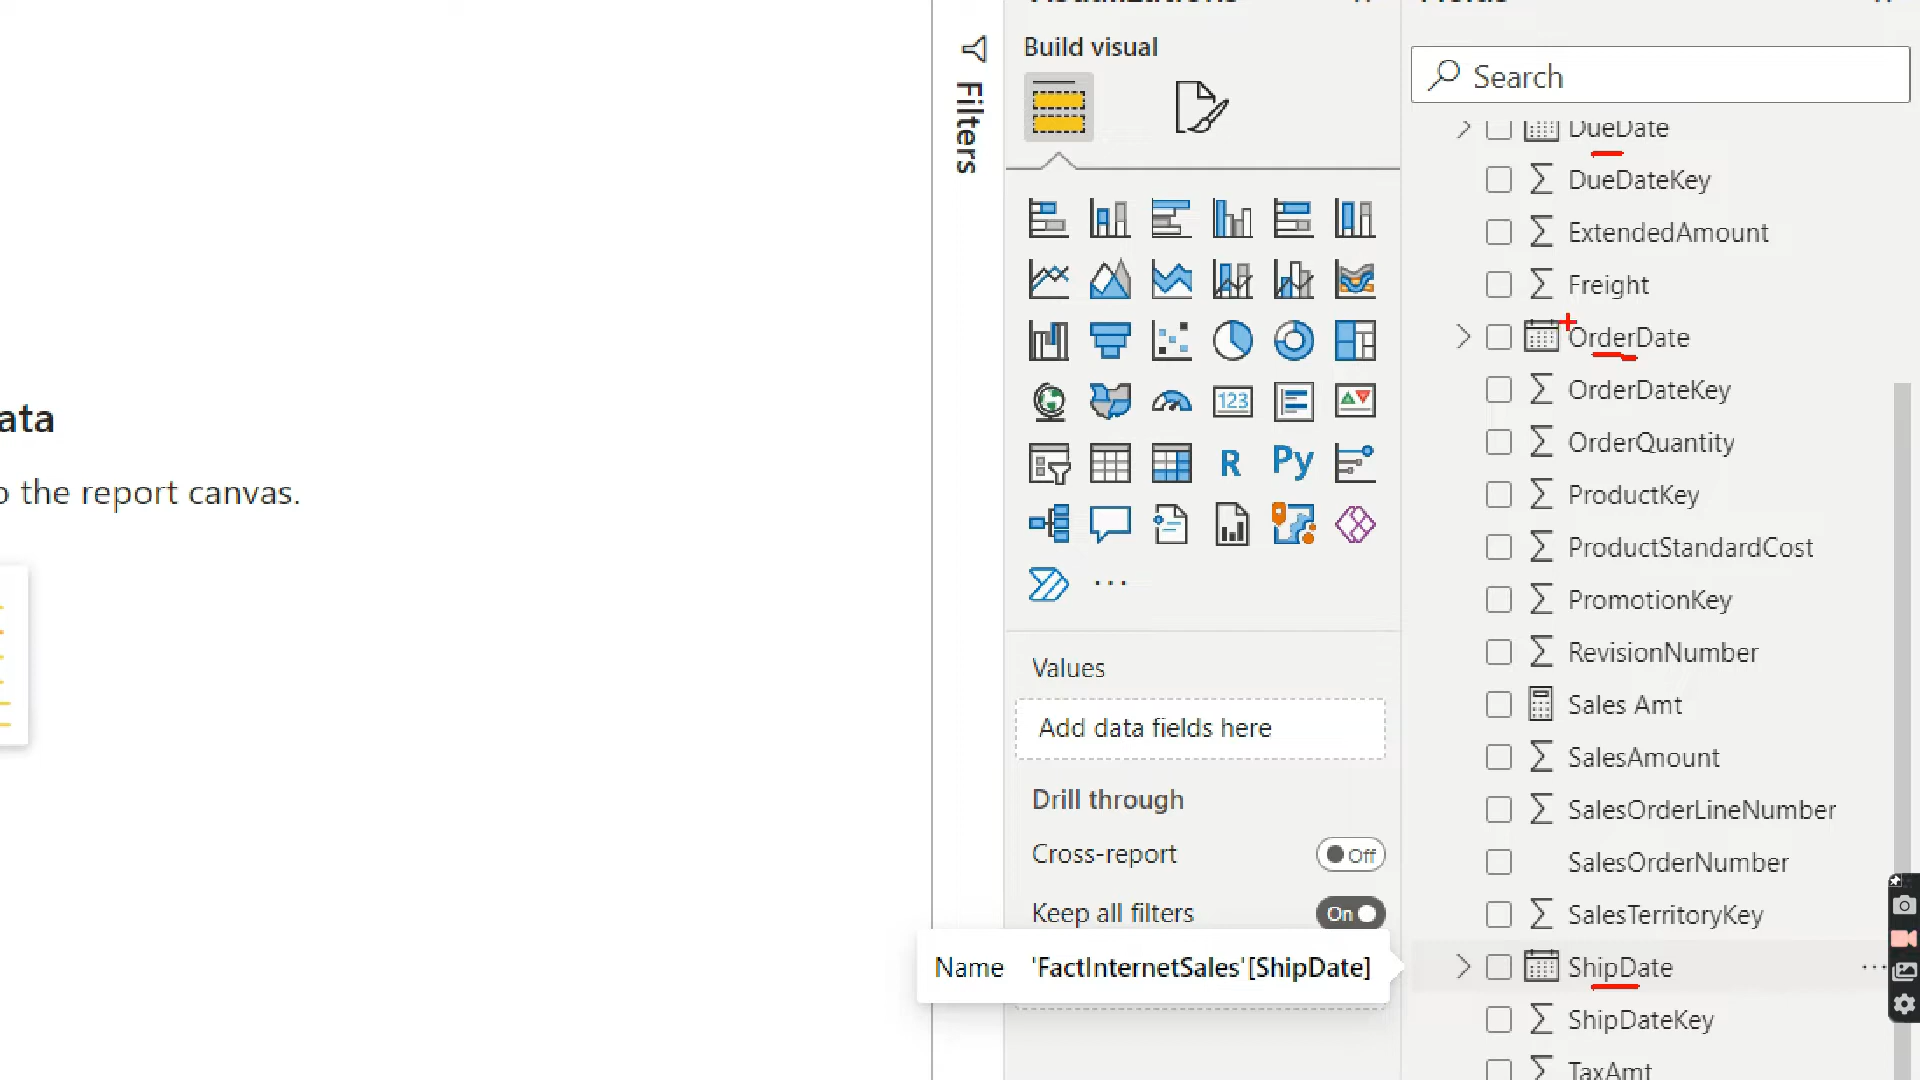 Build visual
Filters
ata
o the report canvas.
123
R
Py
...
Values
Add data fields here
Drill through
Cross-report
Off
Keep all filters
On
Name 'FactInternetSales'[ShipDate]
Search
DueDate
DueDateKey
ExtendedAmount
Freight
OrderDate
OrderDateKey
OrderQuantity
ProductKey
ProductStandardCost
PromotionKey
RevisionNumber
Sales Amt
SalesAmount
SalesOrderLineNumber
SalesOrderNumber
SalesTerritoryKey
ShipDate
...
ShipDateKey
TaxAmt